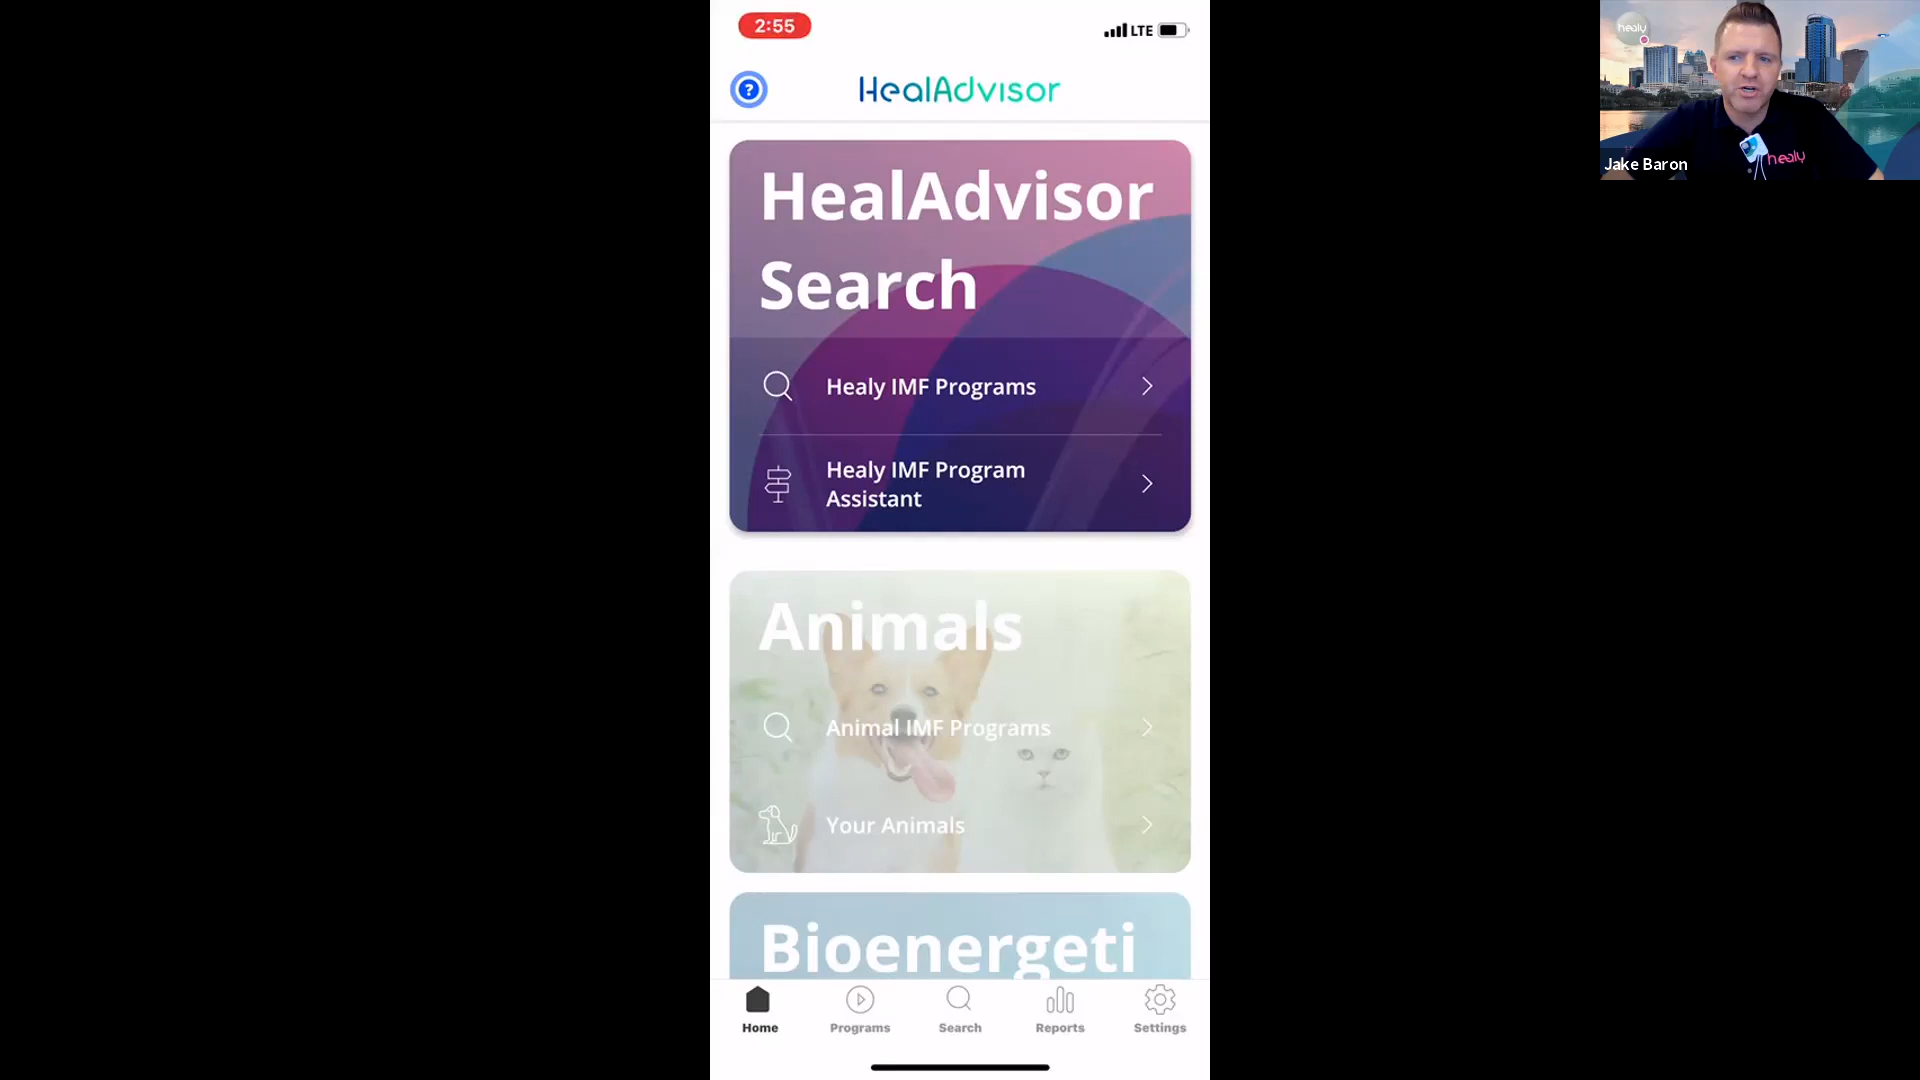 2:55
LTE
?
HealAdvisor
HealAdvisor
Search
Healy IMF Programs
Healy IMF Program
Assistant
Animals
Animal IMF Programs
Your Animals
Bioenergeti
Home
Programs
Search
Reports
Settings
healy
healy
Jake Baron